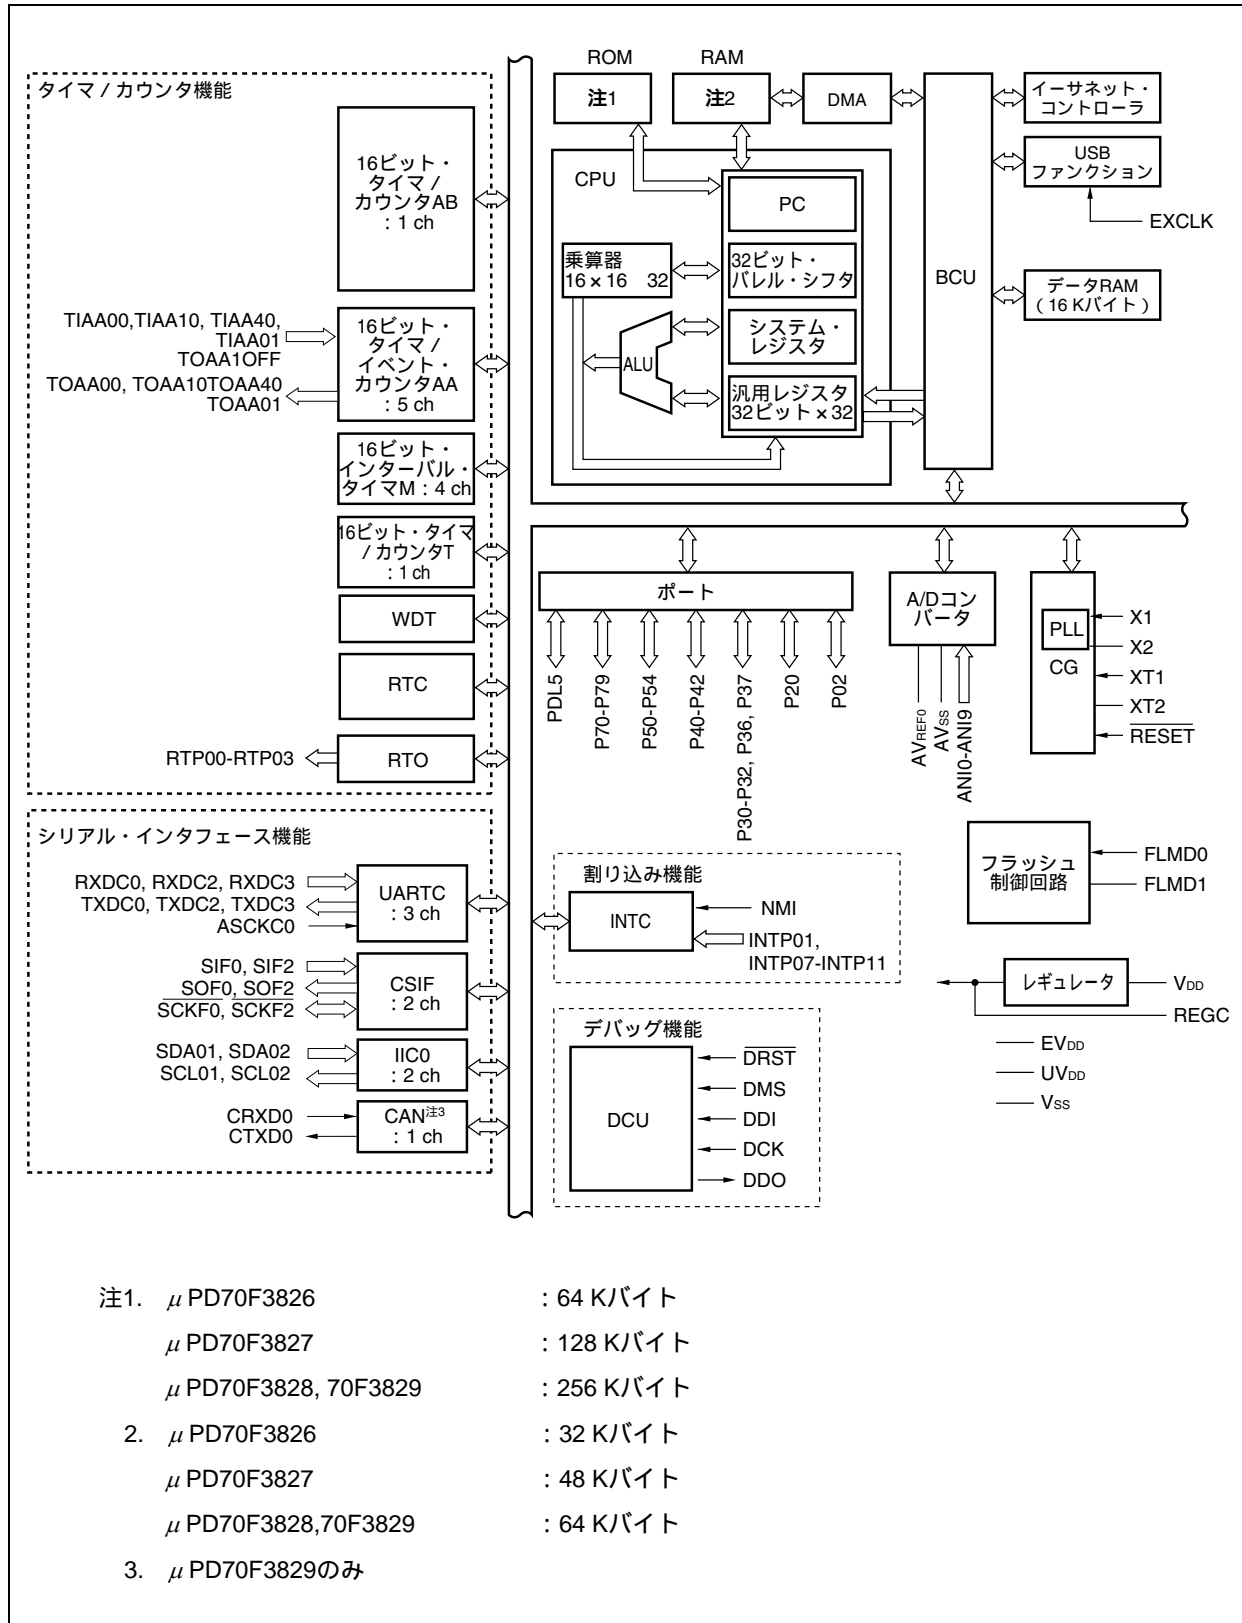 タイマ / カウンタ機能
16ビット・
タイマ /
カウンタAB
: 1 ch
TIAA00,TIAA10, TIAA40,
TIAA01
TOAA1OFF
TOAA00, TOAA10TOAA40
TOAA01
16ビット・
タイマ /
イベント・
カウンタAA
: 5 ch
16ビット・
インターバル・
タイマM : 4 ch
16ビット・タイマ
/ カウンタT
: 1 ch
WDT
RTC
RTP00-RTP03
RTO
シリアル・インタフェース機能
RXDC0, RXDC2, RXDC3
TXDC0, TXDC2, TXDC3
ASCKC0
UARTC
: 3 ch
SIF0, SIF2
SOF0, SOF2
SCKF0, SCKF2
CSIF
: 2 ch
SDA01, SDA02
SCL01, SCL02
IIC0
: 2 ch
CRXD0
CTXD0
CAN注3
: 1 ch
ROM
注1
RAM
注2
DMA
CPU
PC
乗算器
16×16 32
32ビット・
バレル・シフタ
ALU
システム・
レジスタ
汎用レジスタ
32ビット×32
BCU
イーサネット・
コントローラ
USB
ファンクション
EXCLK
データRAM
( 16 Kバイト )
ポート
PDL5
P70-P79
P50-P54
P40-P42
P30-P32, P36, P37
P20
P02
A/Dコン
バータ
AVREF0
AVSS
ANI0-ANI9
PLL
CG
X1
X2
XT1
XT2
RESET
割り込み機能
INTC
NMI
INTP01,
INTP07-INTP11
フラッシュ
制御回路
FLMD0
FLMD1
レギュレータ
VDD
REGC
EVDD
UVDD
VSS
デバッグ機能
DCU
DRST
DMS
DDI
DCK
DDO
注1. μ PD70F3826 : 64 Kバイト
μ PD70F3827 : 128 Kバイト
μ PD70F3828, 70F3829 : 256 Kバイト
2. μ PD70F3826 : 32 Kバイト
μ PD70F3827 : 48 Kバイト
μ PD70F3828,70F3829 : 64 Kバイト
3. μ PD70F3829のみ